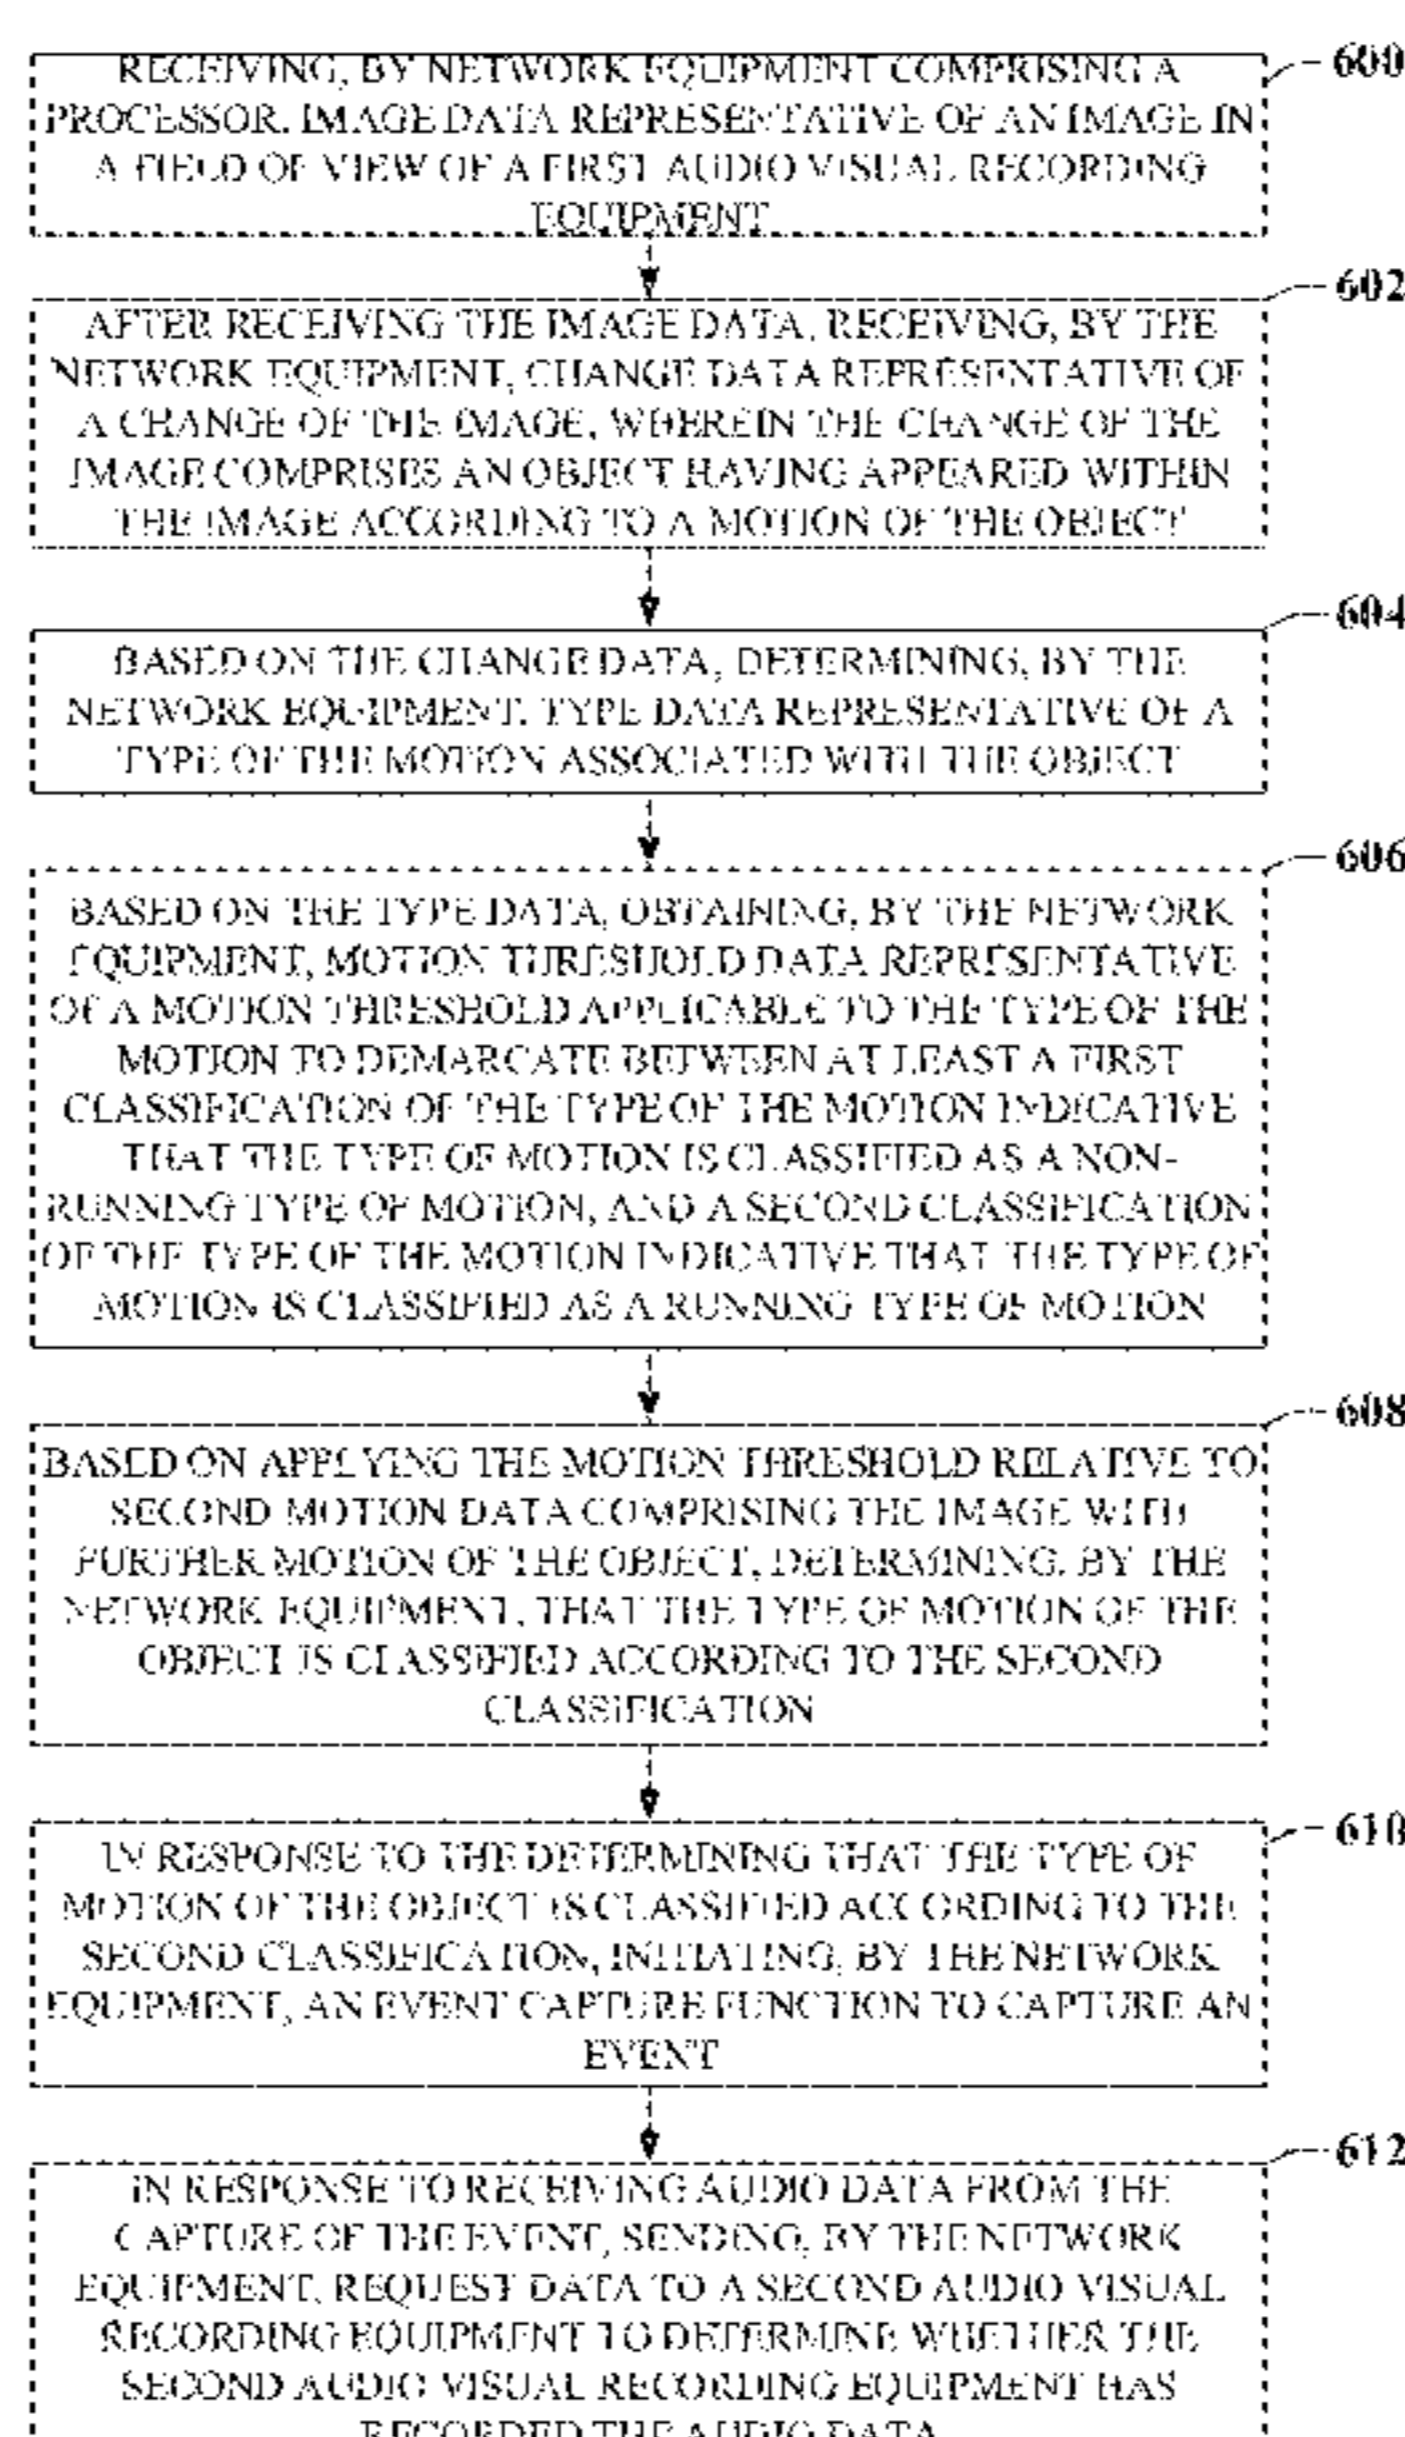 RECEIVING, BY NETWORK EQUIPMENT COMPRISING A
600
PROCESSOR, IMAGE DATA REPRESENTATIVE OF AN IMAGE IN
A FIELD OF VIEW OF A FIRST AUDIO VISUAL RECORDING
EQUIPMENT
602
AFTER RECEIVING THE IMAGE DATA, RECEIVING, BY THE
NETWORK EQUIPMENT, CHANGE DATA REPRESENTATIVE OF
A CHANGE OF THE IMAGE, WHEREIN THE CHANGE OF THE
IMAGE COMPRISES AN OBJECT HAVING APPEARED WITHIN
THE IMAGE ACCORDING TO A MOTION OF THE OBJECT
604
BASED ON THE CHANGE DATA, DETERMINING, BY THE
NETWORK EQUIPMENT, TYPE DATA REPRESENTATIVE OF A
TYPE OF THE MOTION ASSOCIATED WITH THE OBJECT
606
BASED ON THE TYPE DATA, OBTAINING, BY THE NETWORK
EQUIPMENT, MOTION THRESHOLD DATA REPRESENTATIVE
OF A MOTION THRESHOLD APPLICABLE TO THE TYPE OF THE
MOTION TO DEMARCATE BETWEEN AT LEAST A FIRST
CLASSIFICATION OF THE TYPE OF THE MOTION INDICATIVE
THAT THE TYPE OF MOTION IS CLASSIFIED AS A NON-
RUNNING TYPE OF MOTION, AND A SECOND CLASSIFICATION
OF THE TYPE OF THE MOTION INDICATIVE THAT THE TYPE OF
MOTION IS CLASSIFIED AS A RUNNING TYPE OF MOTION
608
BASED ON APPLYING THE MOTION THRESHOLD RELATIVE TO
SECOND MOTION DATA COMPRISING THE IMAGE WITH
FURTHER MOTION OF THE OBJECT, DETERMINING, BY THE
NETWORK EQUIPMENT, THAT THE TYPE OF MOTION OF THE
OBJECT IS CLASSIFIED ACCORDING TO THE SECOND
CLASSIFICATION
610
IN RESPONSE TO THE DETERMINING THAT THE TYPE OF
MOTION OF THE OBJECT IS CLASSIFIED ACCORDING TO THE
SECOND CLASSIFICATION, INITIATING, BY THE NETWORK
EQUIPMENT, AN EVENT CAPTURE FUNCTION TO CAPTURE AN
EVENT
612
IN RESPONSE TO RECEIVING AUDIO DATA FROM THE
CAPTURE OF THE EVENT, SENDING, BY THE NETWORK
EQUIPMENT, REQUEST DATA TO A SECOND AUDIO VISUAL
RECORDING EQUIPMENT TO DETERMINE WHETHER THE
SECOND AUDIO VISUAL RECORDING EQUIPMENT HAS
RECORDED THE AUDIO DATA